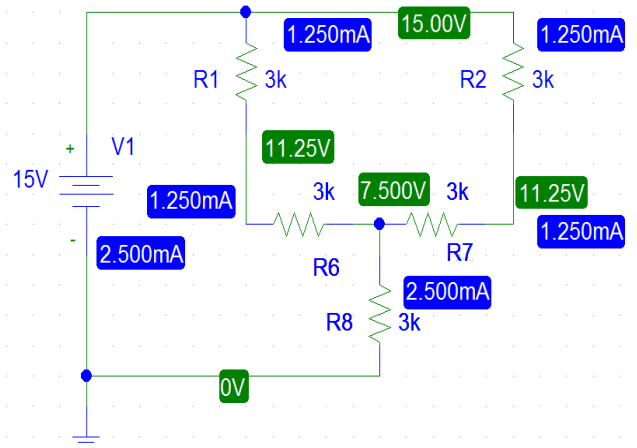 1.250mA
15.00V
1.250mA
R1
3k
R2
3k
+
V1
11.25V
15V
1.250mA
3k
7.500V
3k
11.25V
1.250mA
-
2.500mA
R6
R7
2.500mA
R8
3k
0V